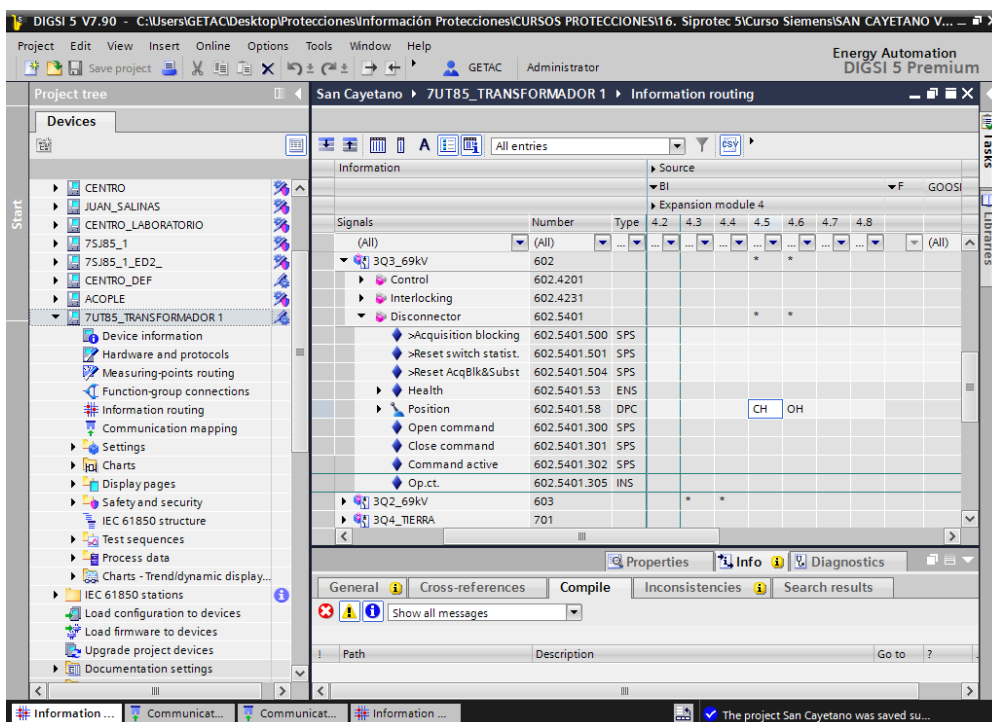 DIGSI 5 V7.90 - C:\Users\GETAC\Desktop\Protecciones\Información Protecciones\CURSOS PROTECCIONES\16. Siprotec 5\Curso Siemens\SAN CAYETANO V...
Project Edit View Insert Online Options Tools Window Help
Energy Automation
DIGSI 5 Premium
Save project GETAC Administrator
Project tree
San Cayetano 7UT85_TRANSFORMADOR 1 Information routing
Devices
Start
Tasks
Libraries
All entries
csv
Information Source
BI F GOOSI
Expansion module 4
Signals Number Type 4.2 4.3 4.4 4.5 4.6 4.7 4.8
(All) (All) ... ... ... ... ... ... ... (All)
CENTRO
JUAN_SALINAS
CENTRO_LABORATORIO
7SJ85_1
7SJ85_1_ED2_
CENTRO_DEF
ACOPLE
7UT85_TRANSFORMADOR 1
Device information
Hardware and protocols
Measuring-points routing
Function-group connections
Information routing
Communication mapping
Settings
Charts
Display pages
Safety and security
IEC 61850 structure
Test sequences
Process data
Charts - Trend/dynamic display...
IEC 61850 stations
Load configuration to devices
Load firmware to devices
Upgrade project devices
Documentation settings
3Q3_69kV 602 * *
Control 602.4201
Interlocking 602.4231
Disconnector 602.5401 * *
>Acquisition blocking 602.5401.500 SPS
>Reset switch statist. 602.5401.501 SPS
>Reset AcqBlk&Subst 602.5401.504 SPS
Health 602.5401.53 ENS
Position 602.5401.58 DPC CH OH
Open command 602.5401.300 SPS
Close command 602.5401.301 SPS
Command active 602.5401.302 SPS
Op.ct. 602.5401.305 INS
3Q2_69kV 603 * *
3Q4_TIERRA 701
Properties Info Diagnostics
General Cross-references Compile Inconsistencies Search results
Show all messages
! Path Description Go to ?
Information ... Communicat... Communicat... Information ... The project San Cayetano was saved su...